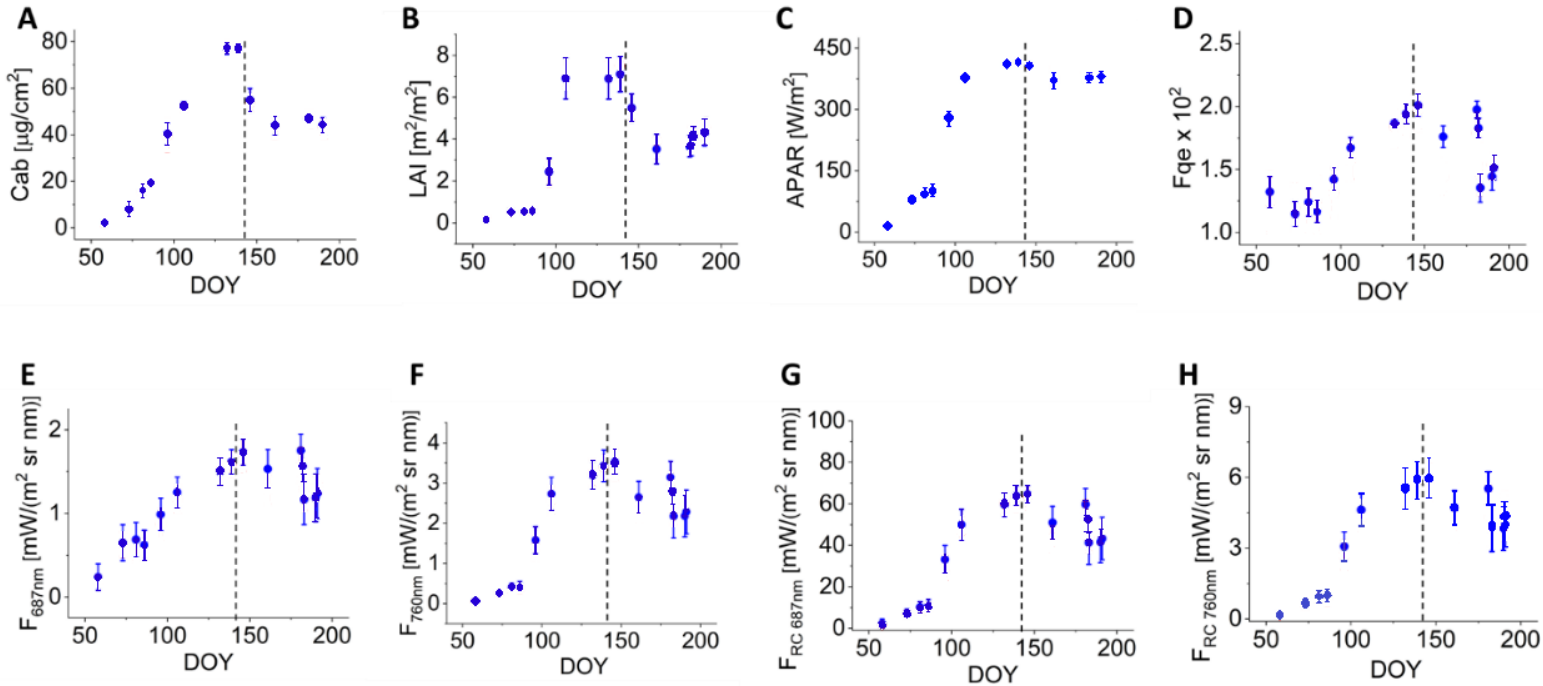 A
Cab [µg/cm²]
80
60
40
20
0
50 100 150 200
DOY
B
LAI [m²/m²]
8
6
4
2
0
50 100 150 200
DOY
C
APAR [W/m²]
450
300
150
0
50 100 150 200
DOY
D
Fqe x 10²
2.5
2.0
1.5
1.0
50 100 150 200
DOY
E
F687nm [mW/(m² sr nm)]
2
1
0
50 100 150 200
DOY
F
F760nm [mW/(m² sr nm)]
4
3
2
1
0
50 100 150 200
DOY
G
FRC 687nm [mW/(m² sr nm)]
100
80
60
40
20
0
50 100 150 200
DOY
H
FRC 760nm [mW/(m² sr nm)]
9
6
3
0
50 100 150 200
DOY